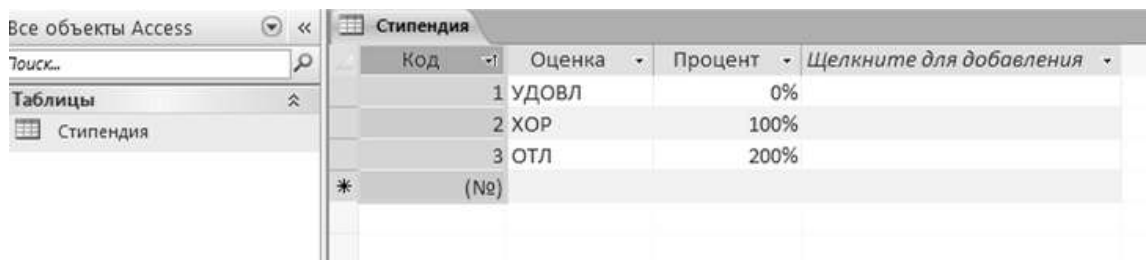 Все объекты Access
Поиск...
Таблицы
Стипендия
Стипендия
Код Оценка Процент Щелкните для добавления
1 УДОВЛ 0%
2 ХОР 100%
3 ОТЛ 200%
(№)